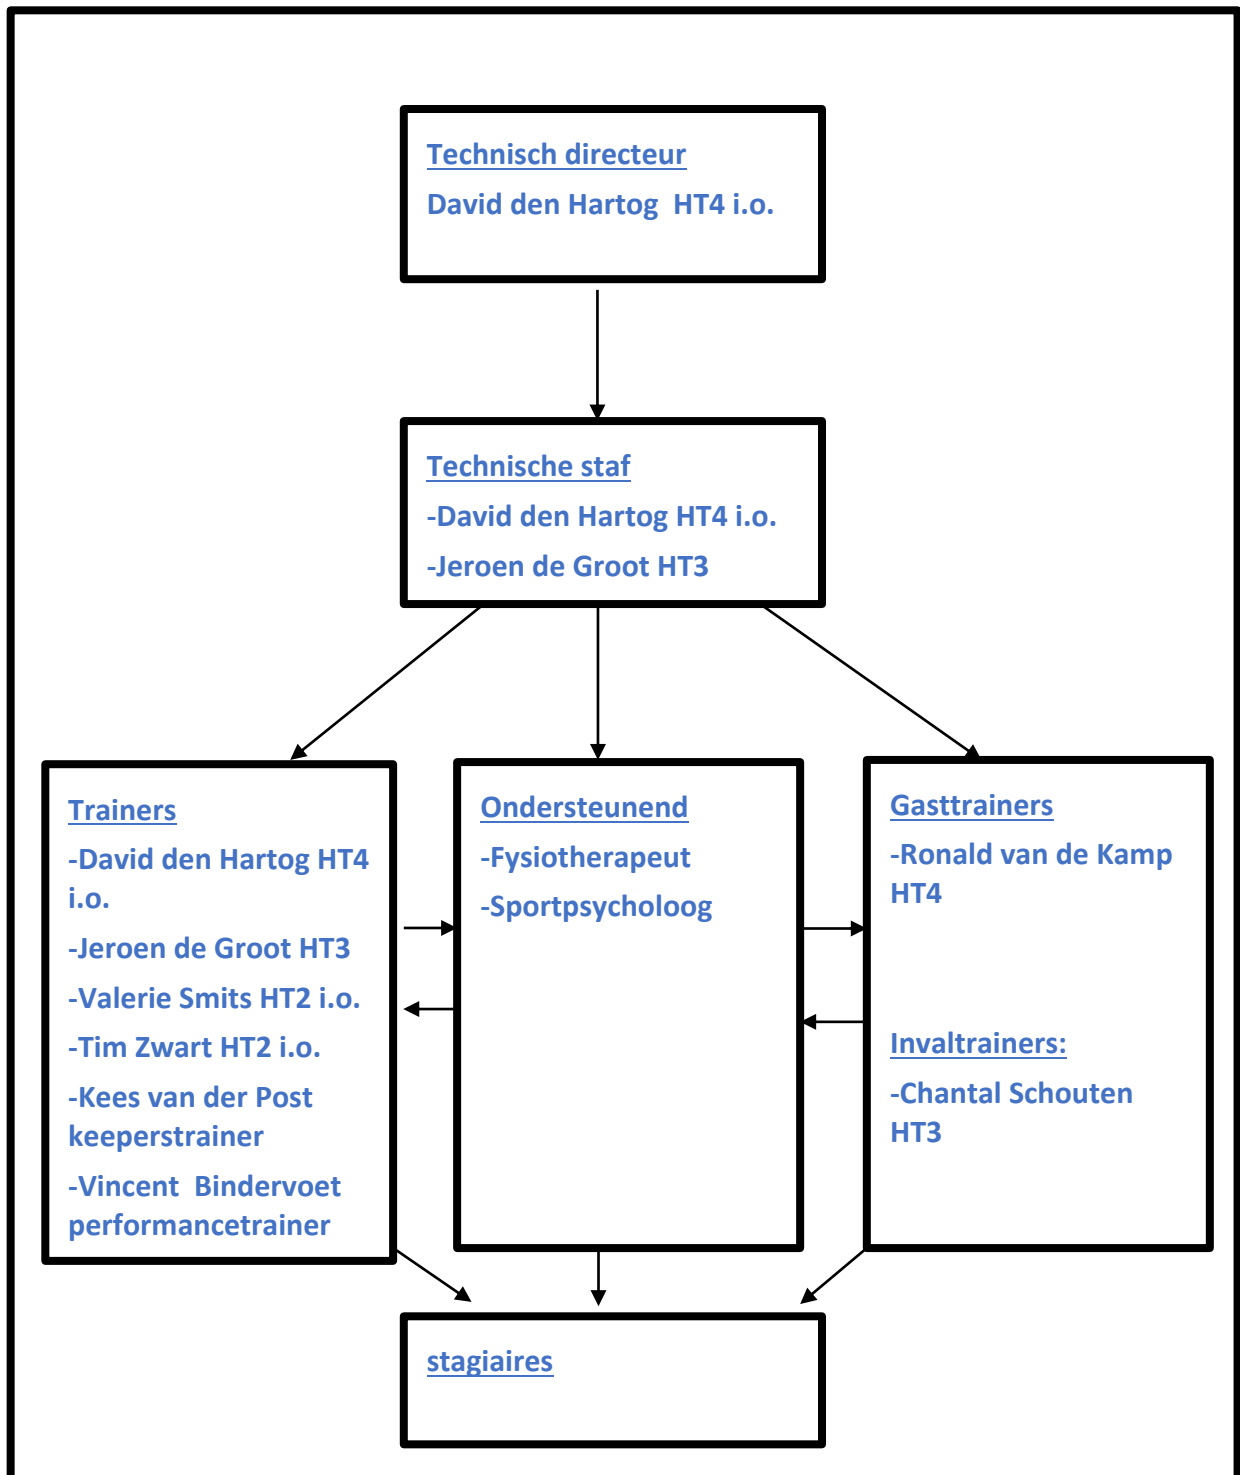 Technisch directeur
David den Hartog  HT4 i.o.
Technische staf
-David den Hartog HT4 i.o.
-Jeroen de Groot HT3
Trainers
-David den Hartog HT4
i.o.
-Jeroen de Groot HT3
-Valerie Smits HT2 i.o.
-Tim Zwart HT2 i.o.
-Kees van der Post
keeperstrainer
-Vincent  Bindervoet
performancetrainer
Ondersteunend
-Fysiotherapeut
-Sportpsycholoog
Gasttrainers
-Ronald van de Kamp
HT4
Invaltrainers:
-Chantal Schouten
HT3
stagiaires